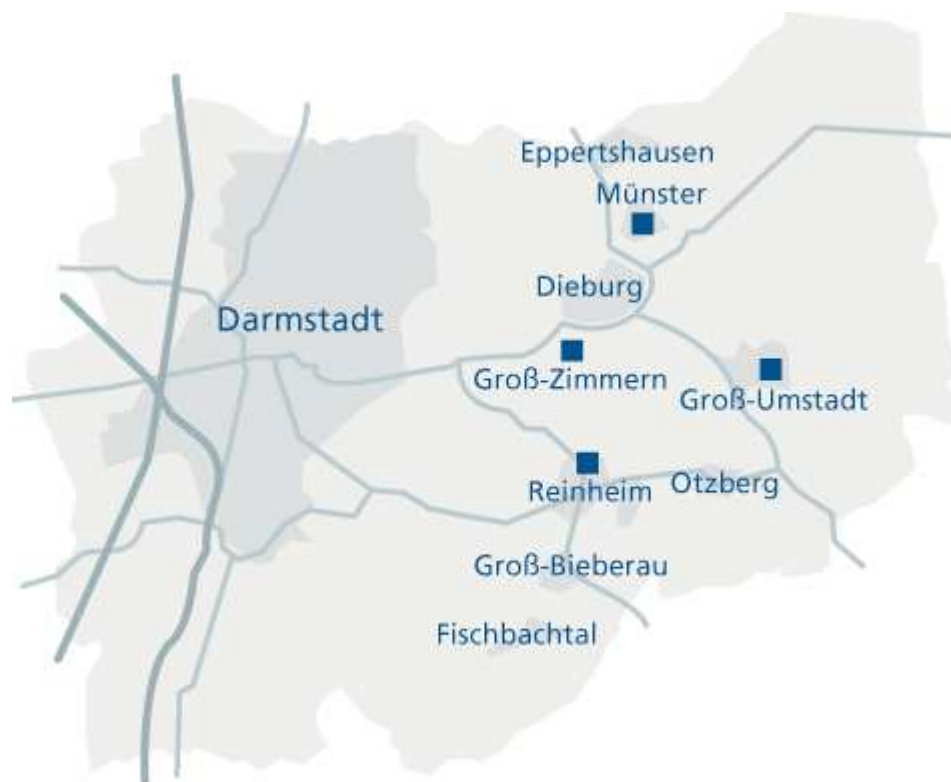 Eppertshausen
Münster
Dieburg
Darmstadt
Groß-Zimmern
Groß-Umstadt
Reinheim
Otzberg
Groß-Bieberau
Fischbachtal